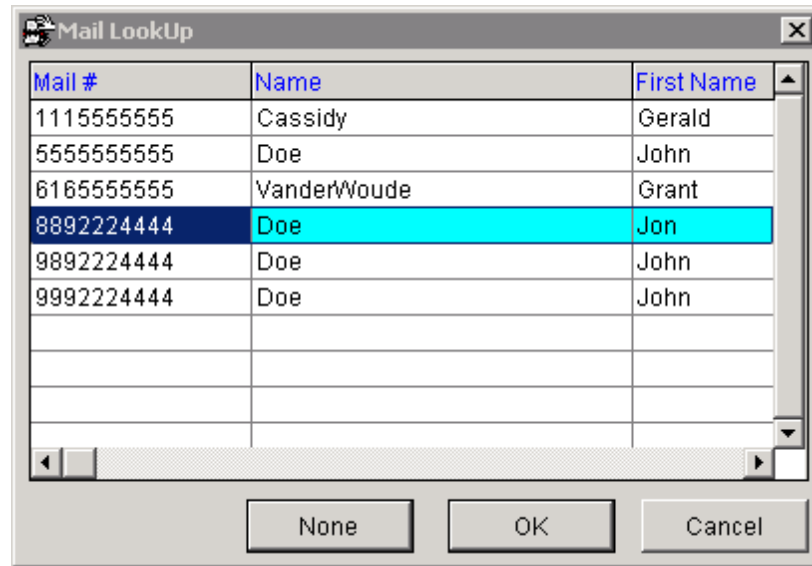 Mail LookUp
Mail # Name First Name
1115555555 Cassidy Gerald
5555555555 Doe John
6165555555 VanderWoude Grant
8892224444 Doe Jon
9892224444 Doe John
9992224444 Doe John
None OK Cancel